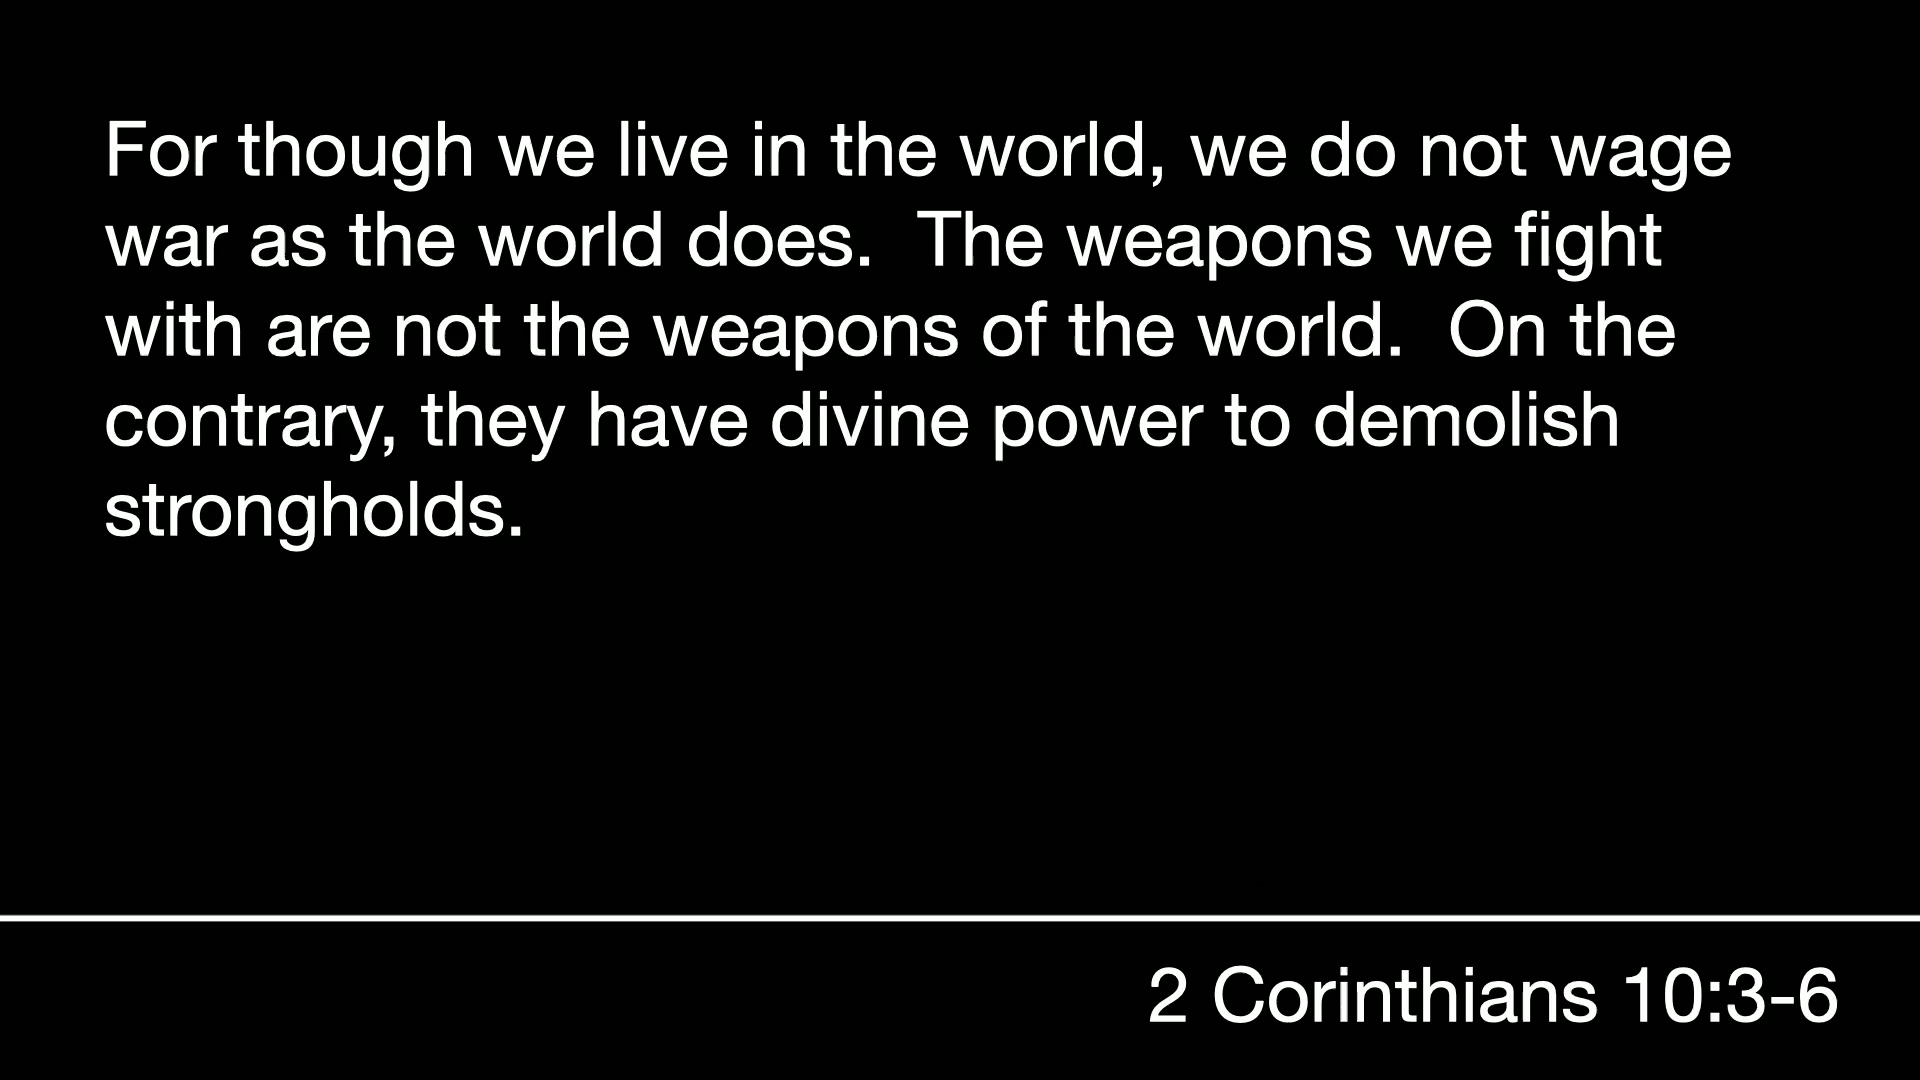 For though we live in the world, we do not wage
war as the world does.  The weapons we fight
with are not the weapons of the world.  On the
contrary, they have divine power to demolish
strongholds.
2 Corinthians 10:3-6